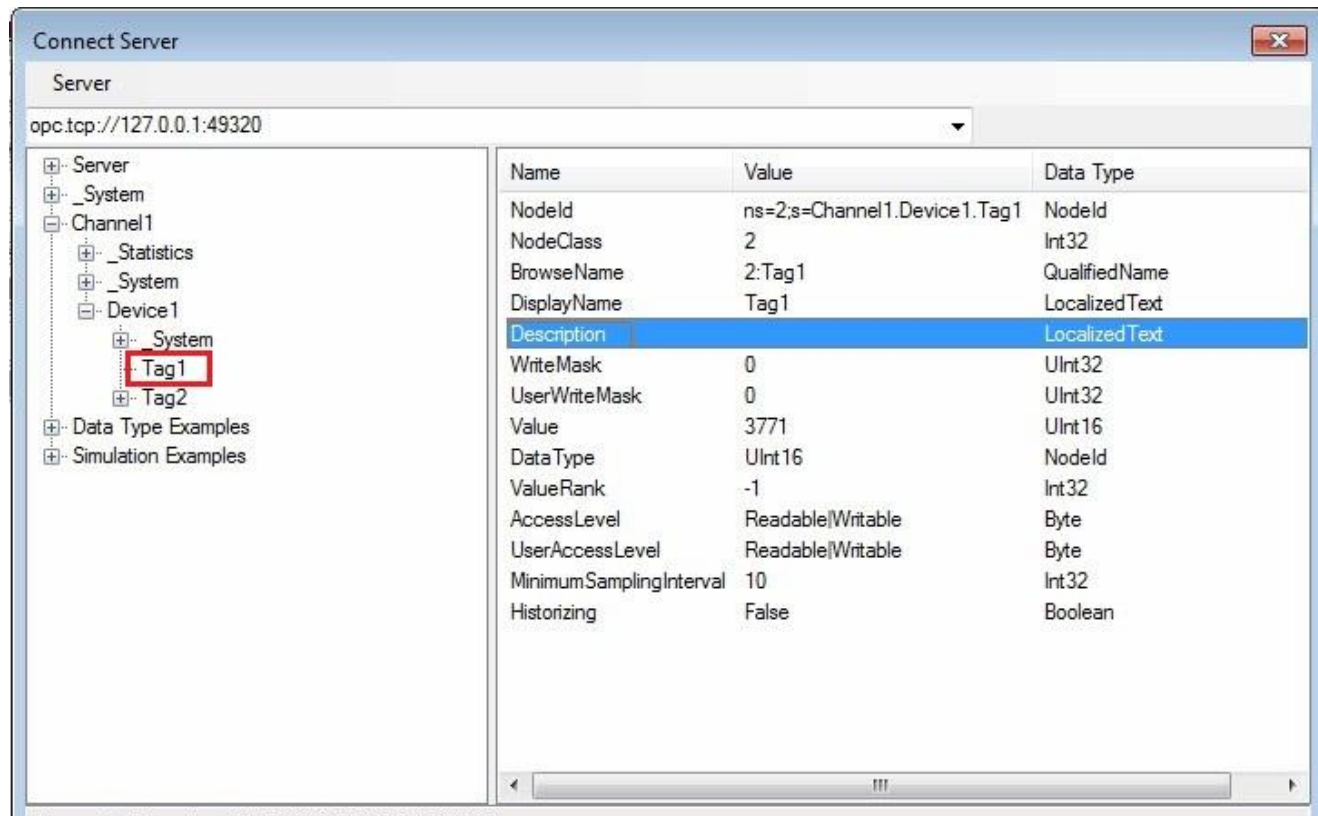 Connect Server
Server
opc.tcp://127.0.0.1:49320
Server
_System
Channel1
_Statistics
_System
Device1
_System
Tag1
Tag2
Data Type Examples
Simulation Examples
Name Value Data Type
NodeId ns=2;s=Channel1.Device1.Tag1 NodeId
NodeClass 2 Int32
BrowseName 2:Tag1 QualifiedName
DisplayName Tag1 LocalizedText
Description LocalizedText
WriteMask 0 UInt32
UserWriteMask 0 UInt32
Value 3771 UInt16
DataType UInt16 NodeId
ValueRank -1 Int32
AccessLevel Readable|Writable Byte
UserAccessLevel Readable|Writable Byte
MinimumSamplingInterval 10 Int32
Historizing False Boolean